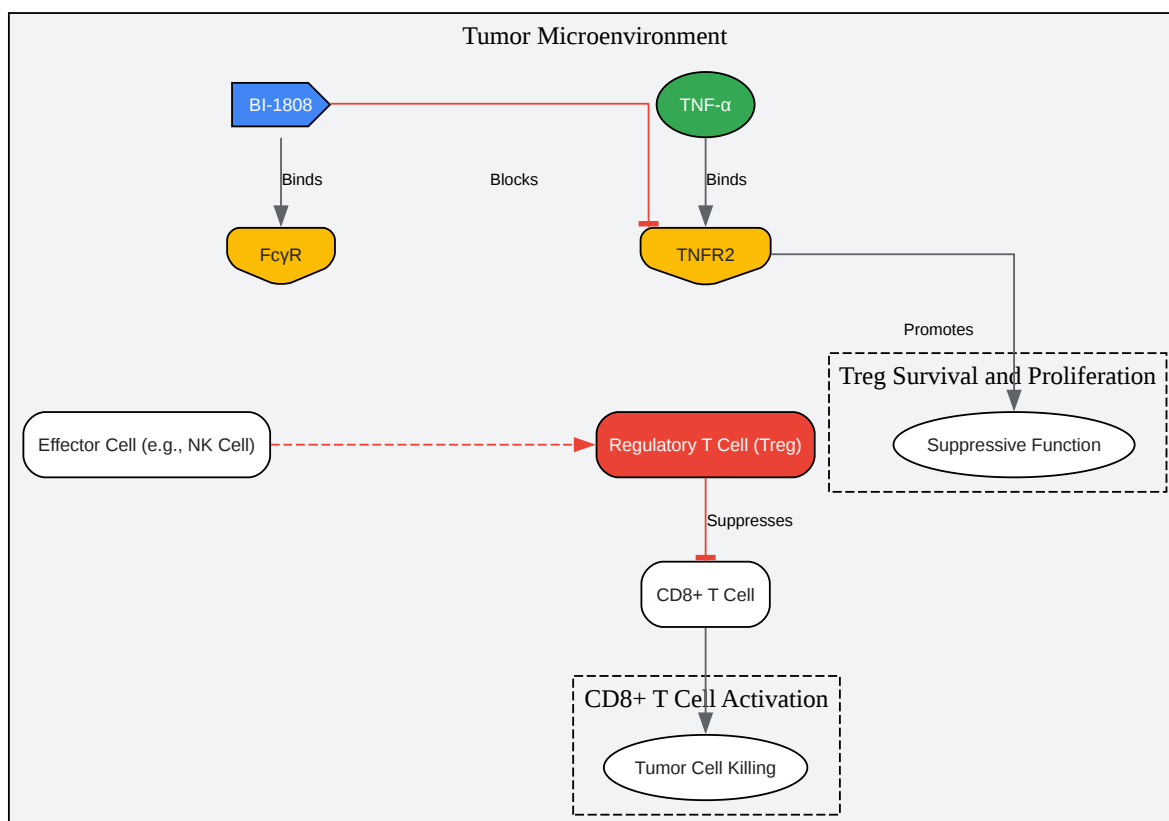 Tumor Microenvironment
BI-1808
TNF-α
Binds
Blocks
Binds
FcγR
TNFR2
Promotes
Treg Survival and Proliferation
Effector Cell (e.g., NK Cell)
Regulatory T Cell (Treg)
Suppressive Function
Suppresses
CD8+ T Cell
CD8+ T Cell Activation
Tumor Cell Killing